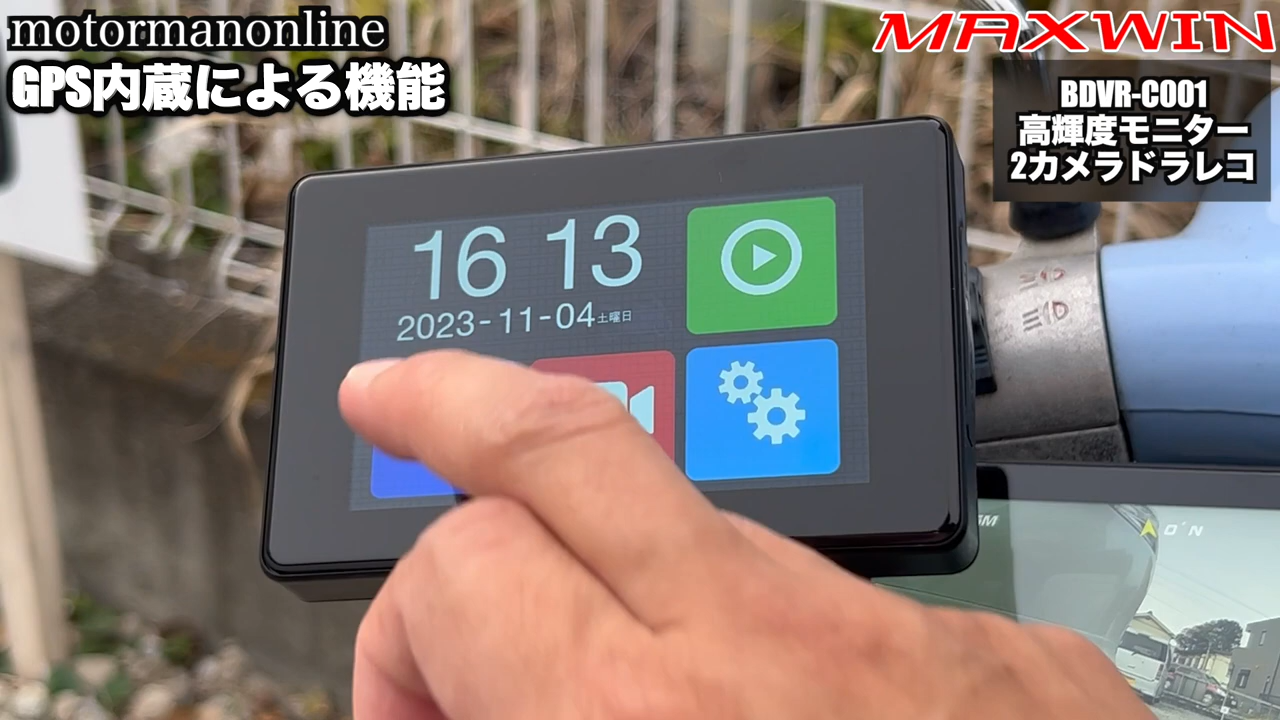 motormanonline
GPS内蔵による機能
MAXWIN
BDVR-C001
高輝度モニター
2カメラドラレコ
16 13
2023-11-04土曜日
0°N